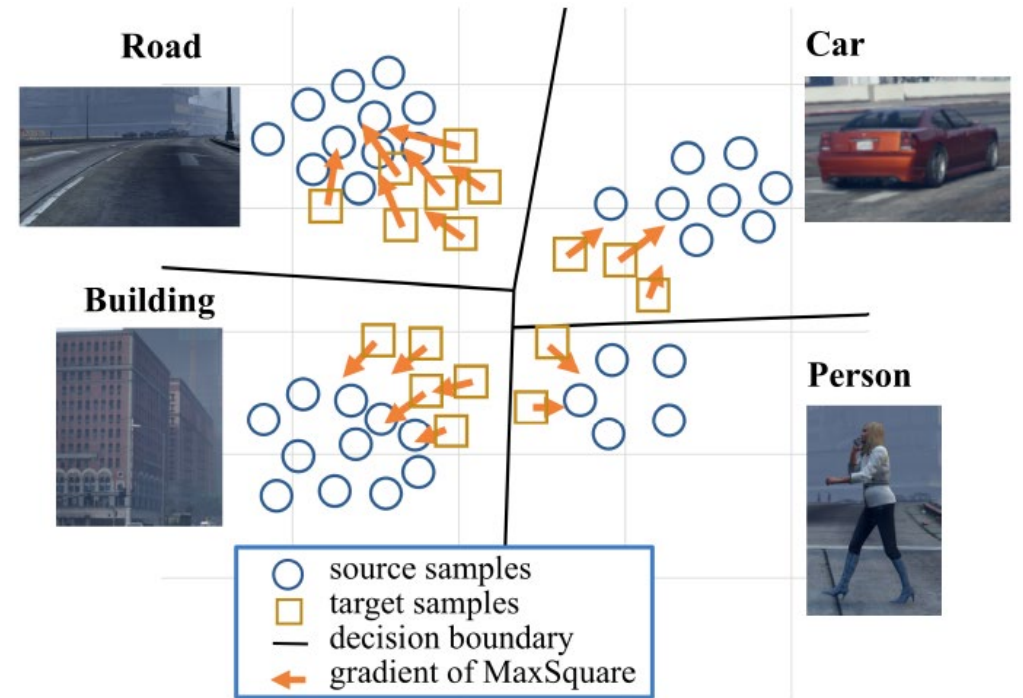 Road
Car
Building
Person
source samples
target samples
decision boundary
gradient of MaxSquare